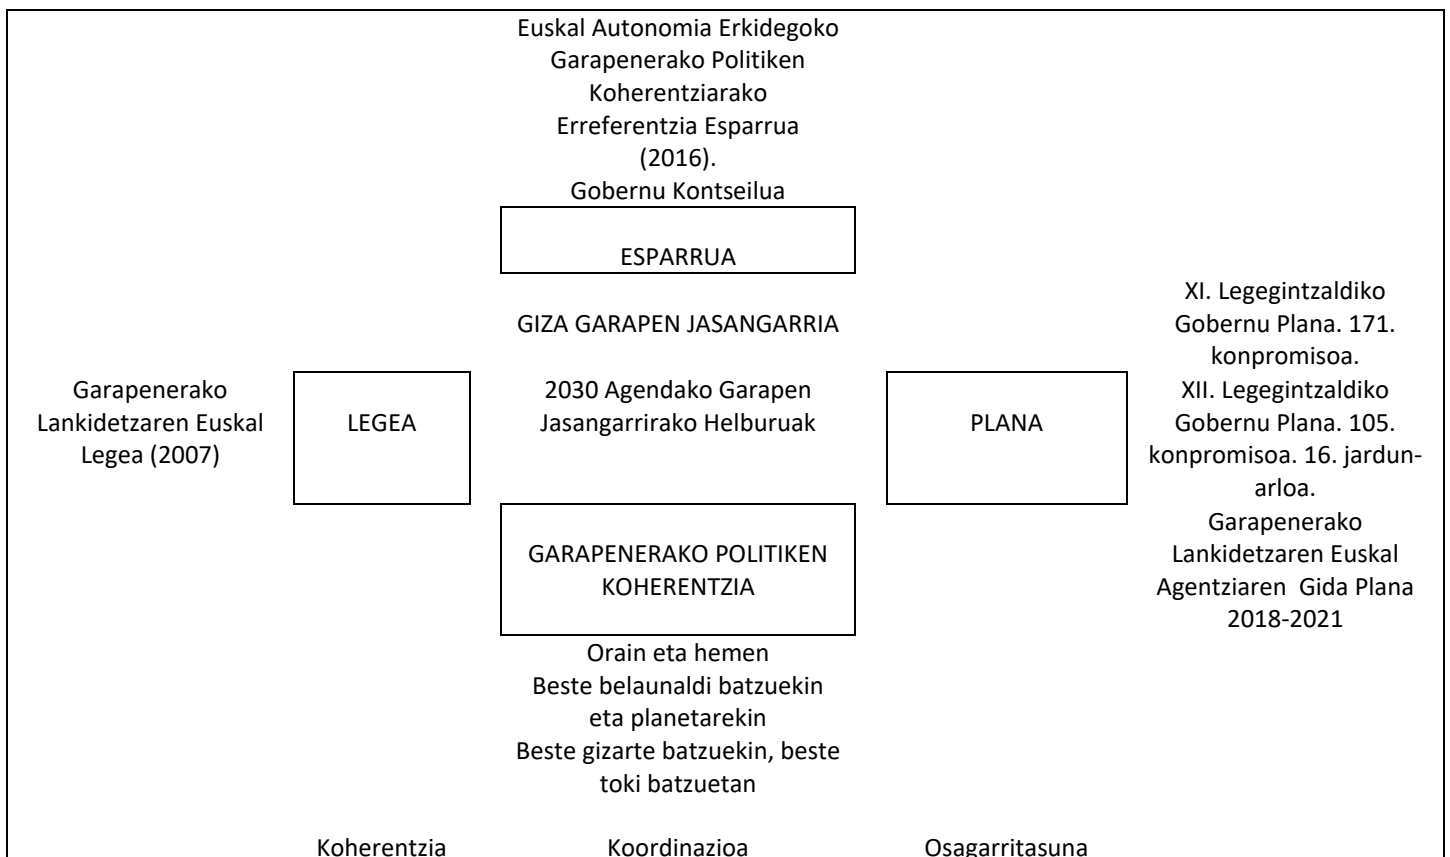 Euskal Autonomia Erkidegoko
Garapenerako Politiken
Koherentziarako
Erreferentzia Esparrua
(2016).
Gobernu Kontseilua
ESPARRUA
GIZA GARAPEN JASANGARRIA
Garapenerako
Lankidetzaren Euskal
Legea (2007)
LEGEA
2030 Agendako Garapen
Jasangarrirako Helburuak
PLANA
XI. Legegintzaldiko
Gobernu Plana. 171.
konpromisoa.
XII. Legegintzaldiko
Gobernu Plana. 105.
konpromisoa. 16. jardun-
arloa.
Garapenerako
Lankidetzaren Euskal
Agentziaren Gida Plana
2018-2021
GARAPENERAKO POLITIKEN
KOHERENTZIA
Orain eta hemen
Beste belaunaldi batzuekin
eta planetarekin
Beste gizarte batzuekin, beste
toki batzuetan
Koherentzia Koordinazioa Osagarritasuna